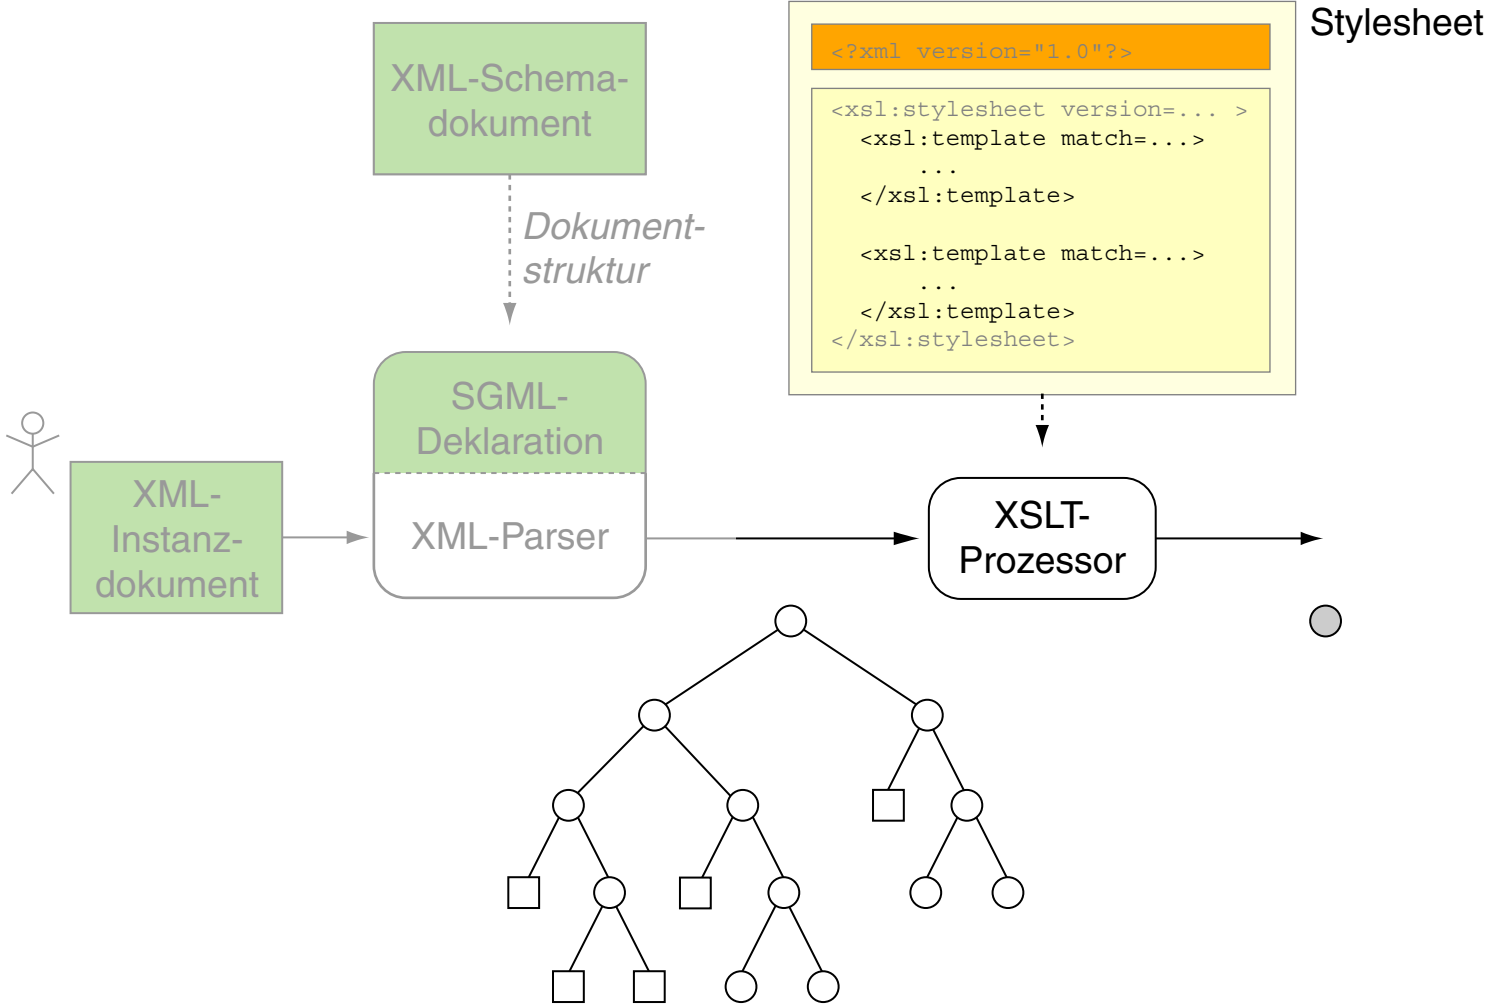 Stylesheet
<?xml version="1.0"?>
<xsl:stylesheet version=... >
<xsl:template match=...>
...
</xsl:template>
<xsl:template match=...>
...
</xsl:template>
</xsl:stylesheet>
XML-Schema-
dokument
Dokument-
struktur
SGML-
Deklaration
XML-Parser
XML-
Instanz-
dokument
XSLT-
Prozessor